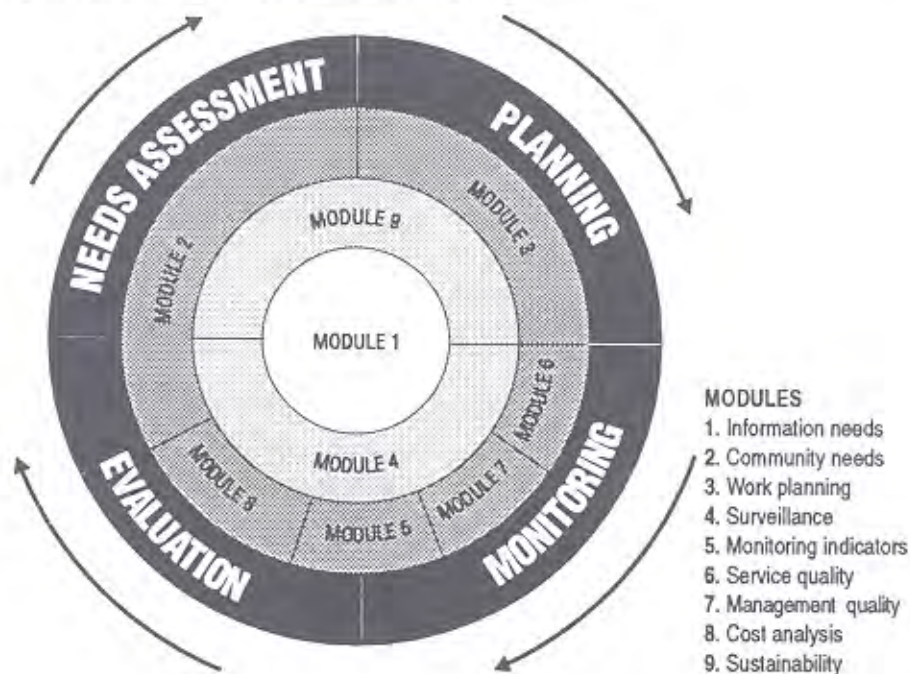 NEEDS ASSESSMENT
PLANNING
MODULE 2
MODULE 9
MODULE 3
MODULE 1
MODULE 6
MODULE 4
MODULE 7
MODULE 8
MODULE 5
EVALUATION
MONITORING
MODULES
1. Information needs
2. Community needs
3. Work planning
4. Surveillance
5. Monitoring indicators
6. Service quality
7. Management quality
8. Cost analysis
9. Sustainability